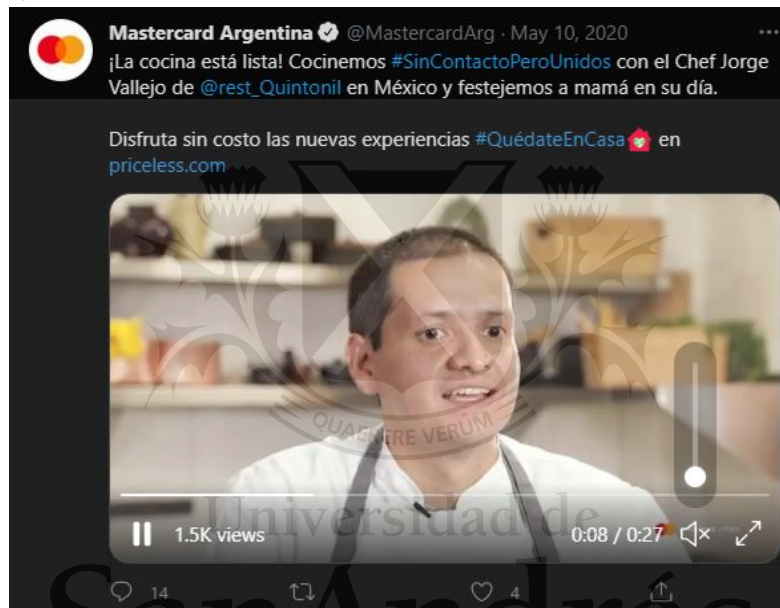 Mastercard Argentina @MastercardArg · May 10, 2020
¡La cocina está lista! Cocinemos #SinContactoPeroUnidos con el Chef Jorge
Vallejo de @rest_Quintonil en México y festejemos a mamá en su día.
Disfruta sin costo las nuevas experiencias #QuédateEnCasa en
priceless.com
QUAERERE VERUM
Universidad de
1.5K views
0:08 / 0:27
14
4
SanAndrés